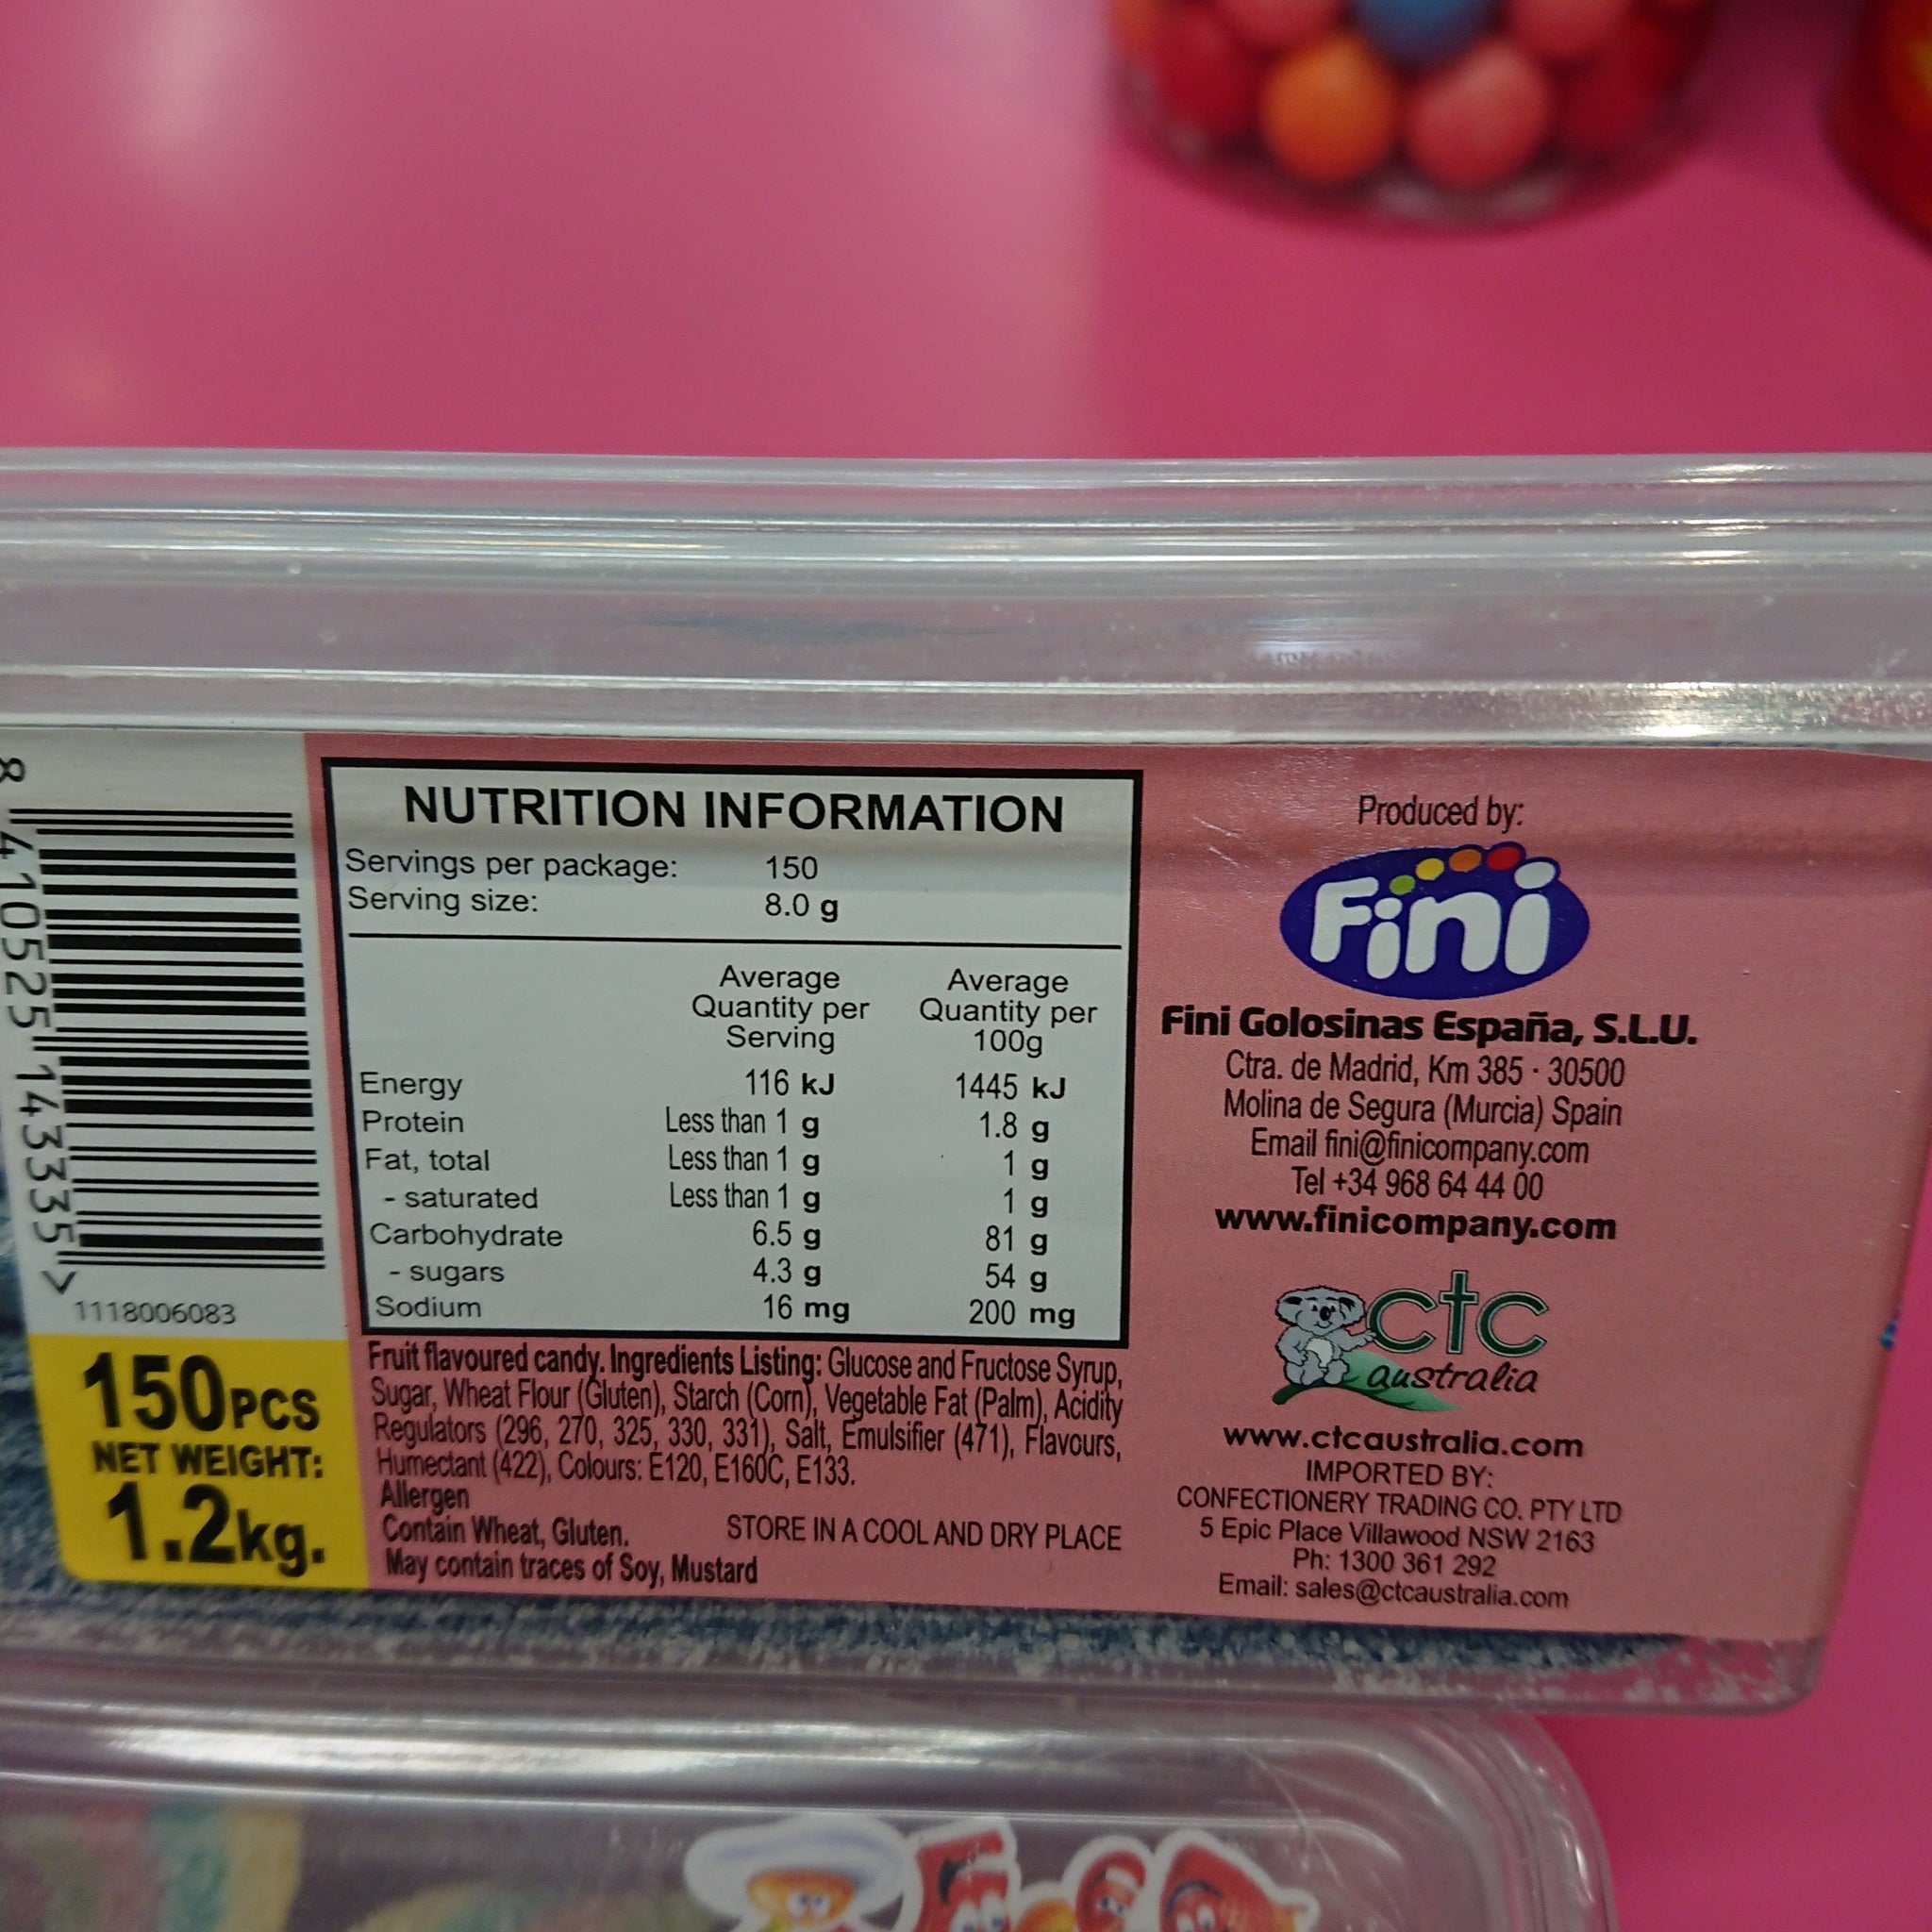 8 410525 143335 >
1118006083
150PCS
NET WEIGHT:
1.2kg.
NUTRITION INFORMATION
Servings per package: 150
Serving size: 8.0 g
Average Quantity per Serving Average Quantity per 100g
Energy 116 kJ 1445 kJ
Protein Less than 1 g 1.8 g
Fat, total Less than 1 g 1 g
- saturated Less than 1 g 1 g
Carbohydrate 6.5 g 81 g
- sugars 4.3 g 54 g
Sodium 16 mg 200 mg
Fruit flavoured candy. Ingredients Listing: Glucose and Fructose Syrup,
Sugar, Wheat Flour (Gluten), Starch (Corn), Vegetable Fat (Palm), Acidity
Regulators (296, 270, 325, 330, 331), Salt, Emulsifier (471), Flavours,
Humectant (422), Colours: E120, E160C, E133.
Allergen
Contain Wheat, Gluten.
May contain traces of Soy, Mustard
STORE IN A COOL AND DRY PLACE
Produced by:
Fini
Fini Golosinas España, S.L.U.
Ctra. de Madrid, Km 385 · 30500
Molina de Segura (Murcia) Spain
Email fini@finicompany.com
Tel +34 968 64 44 00
www.finicompany.com
ctc
australia
www.ctcaustralia.com
IMPORTED BY:
CONFECTIONERY TRADING CO. PTY LTD
5 Epic Place Villawood NSW 2163
Ph: 1300 361 292
Email: sales@ctcaustralia.com